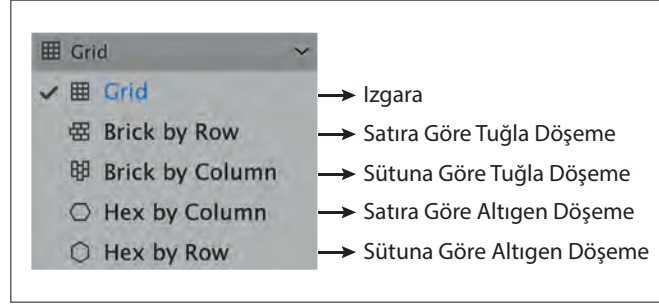 Grid
Grid Izgara
Brick by Row Satıra Göre Tuğla Döşeme
Brick by Column Sütuna Göre Tuğla Döşeme
Hex by Column Satıra Göre Altıgen Döşeme
Hex by Row Sütuna Göre Altıgen Döşeme